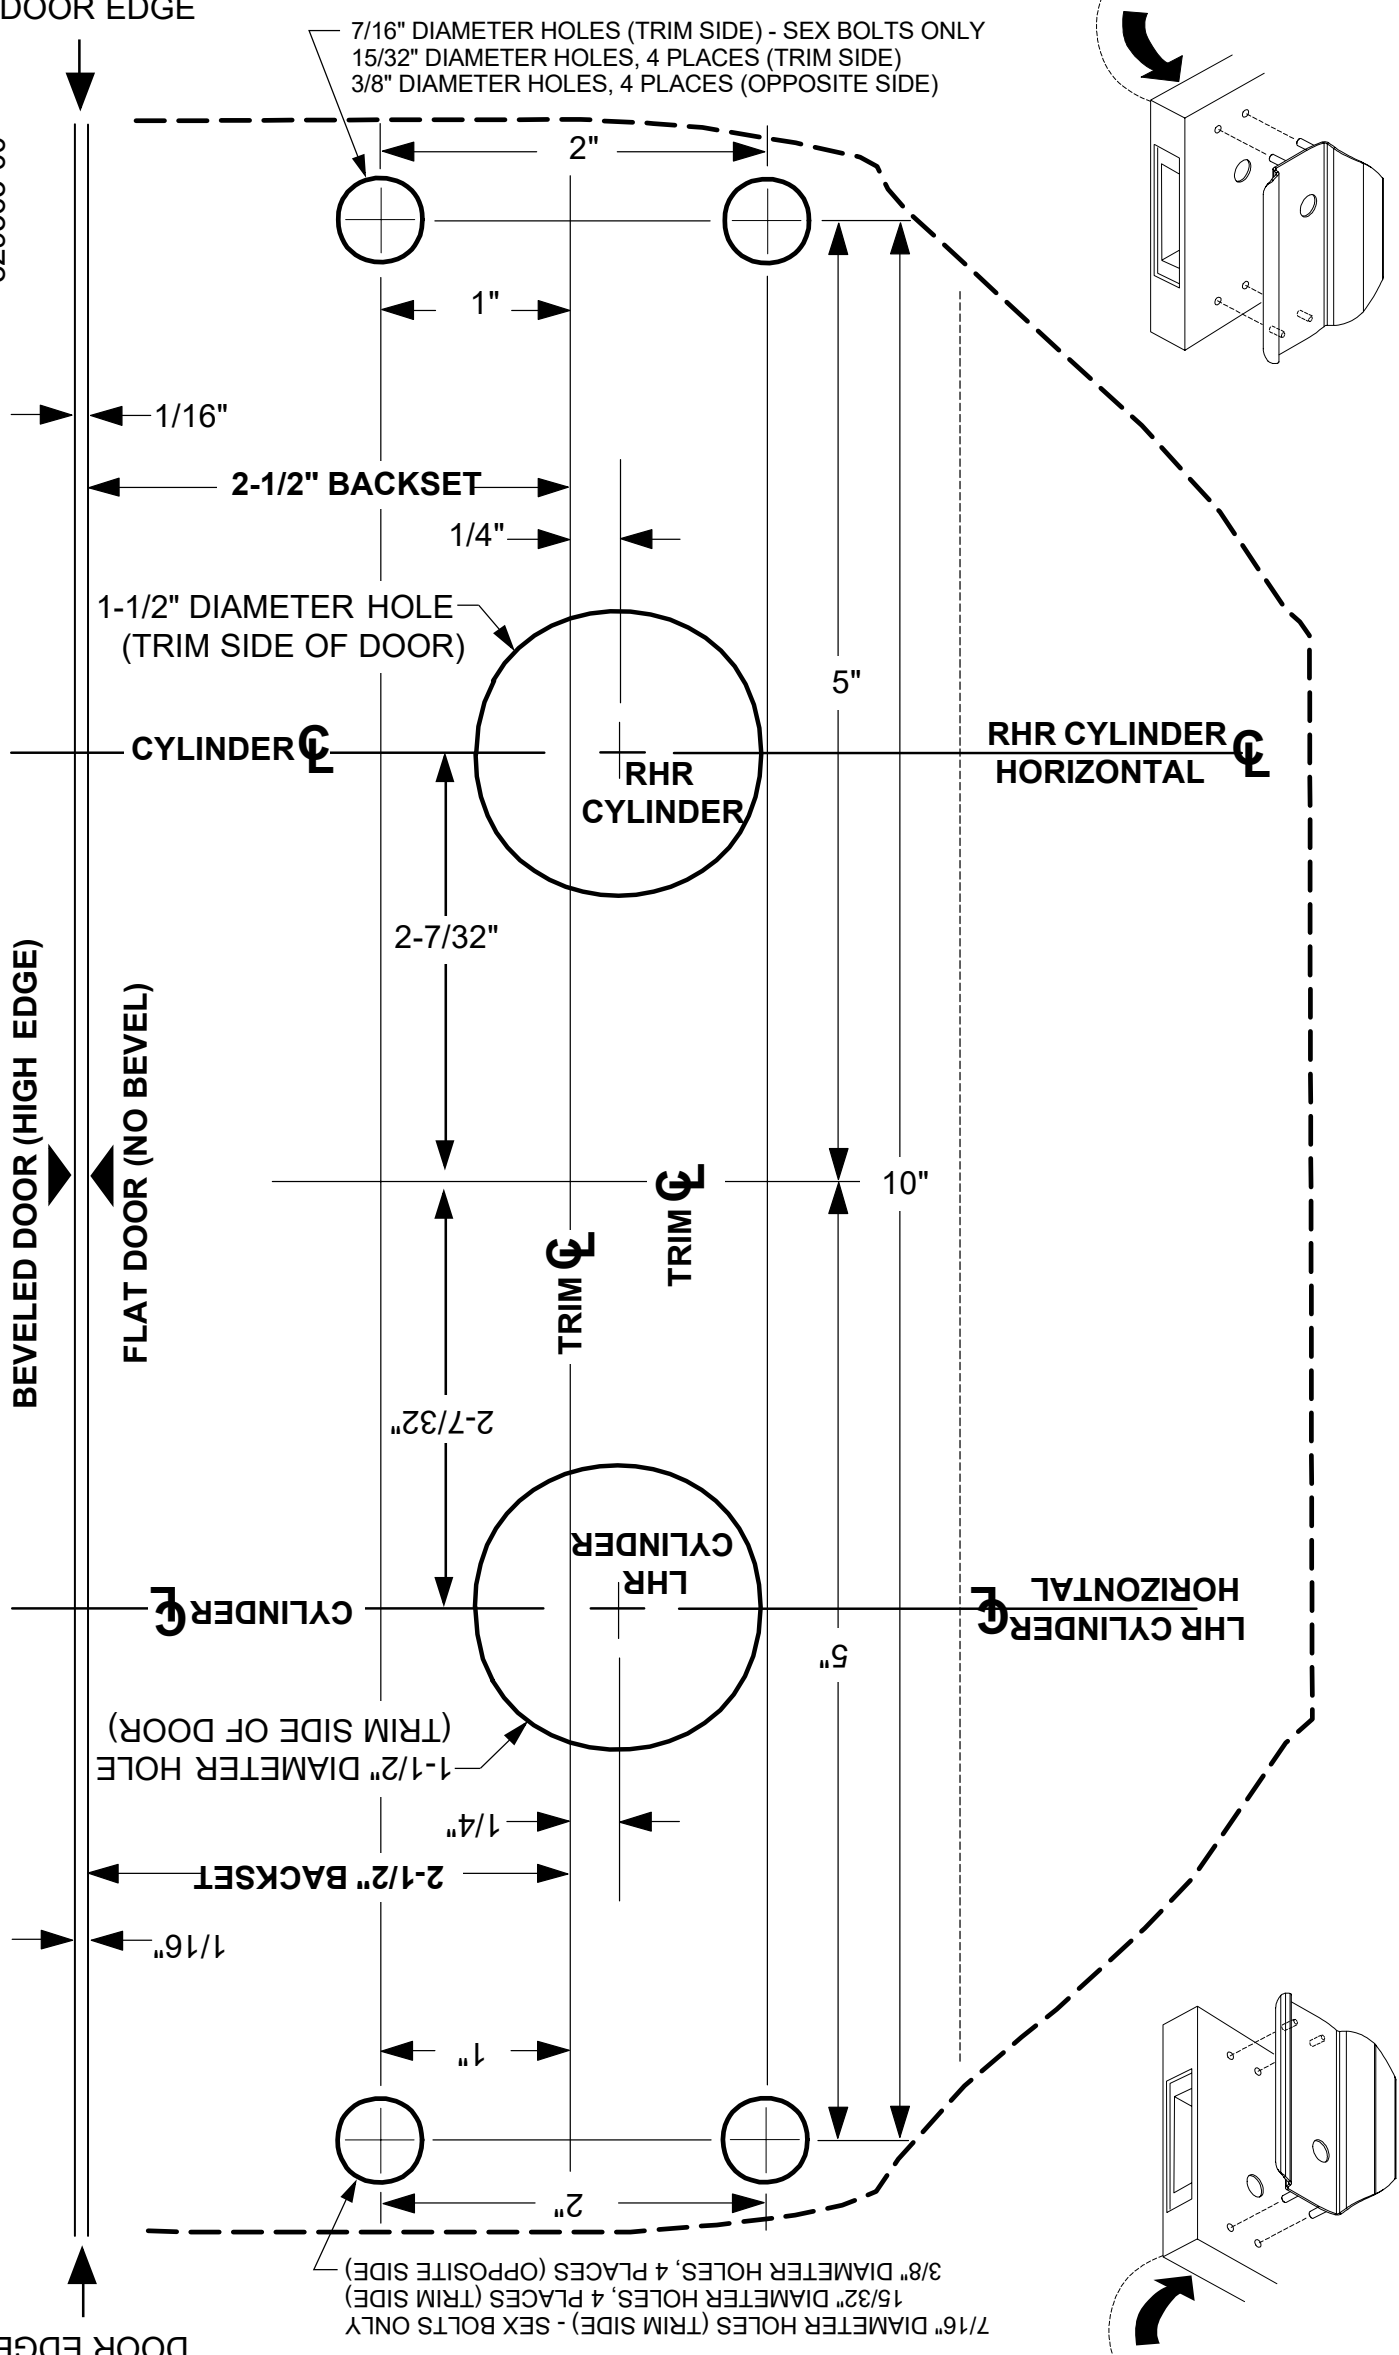 DOOR EDGE
7/16" DIAMETER HOLES (TRIM SIDE) - SEX BOLTS ONLY
15/32" DIAMETER HOLES, 4 PLACES (TRIM SIDE)
3/8" DIAMETER HOLES, 4 PLACES (OPPOSITE SIDE)
2"
1"
1/16"
2-1/2" BACKSET
1/4"
1-1/2" DIAMETER HOLE
(TRIM SIDE OF DOOR)
5"
CYLINDER ℄
RHR
CYLINDER
RHR CYLINDER ℄
HORIZONTAL
2-7/32"
BEVELED DOOR (HIGH EDGE)
FLAT DOOR (NO BEVEL)
10"
TRIM ℄
TRIM ℄
2-7/32"
LHR
CYLINDER
CYLINDER ℄
LHR CYLINDER ℄
HORIZONTAL
5"
1-1/2" DIAMETER HOLE
(TRIM SIDE OF DOOR)
1/4"
2-1/2" BACKSET
1/16"
1"
2"
7/16" DIAMETER HOLES (TRIM SIDE) - SEX BOLTS ONLY
15/32" DIAMETER HOLES, 4 PLACES (TRIM SIDE)
3/8" DIAMETER HOLES, 4 PLACES (OPPOSITE SIDE)
DOOR EDGE